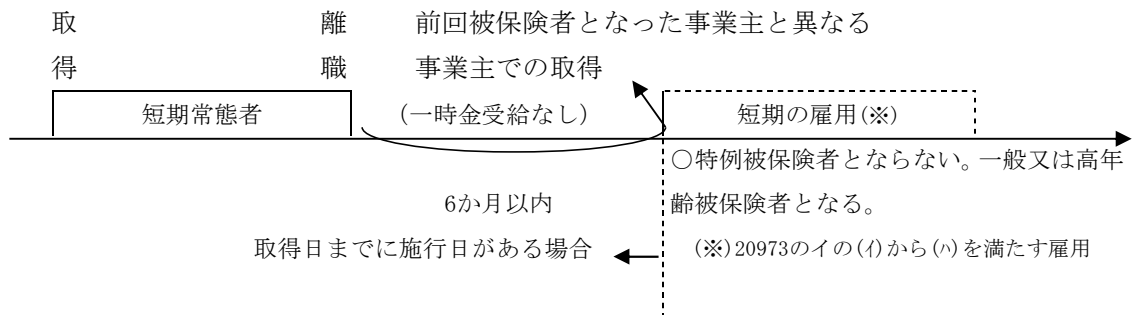 取 離 前回被保険者となった事業主と異なる
得 職 事業主での取得
短期常態者 (一時金受給なし) 短期の雇用(※)
○特例被保険者とならない。一般又は高年
6か月以内 齢被保険者となる。
取得日までに施行日がある場合 (※)20973のイの(ｲ)から(ﾊ)を満たす雇用